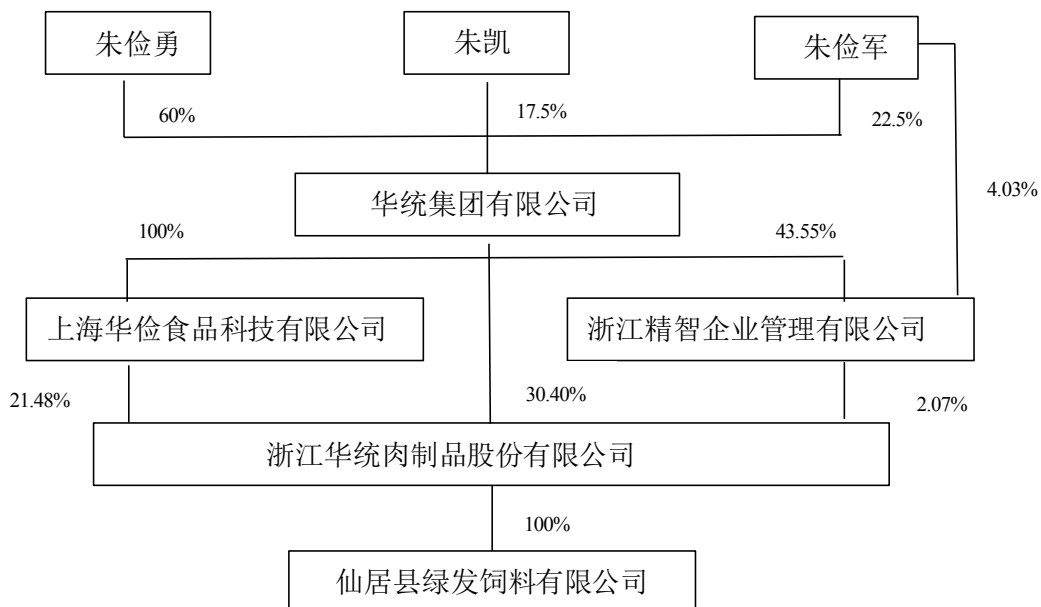 朱俭勇
朱凯
朱俭军
60%
17.5%
22.5%
华统集团有限公司
4.03%
100%
43.55%
上海华俭食品科技有限公司
浙江精智企业管理有限公司
21.48%
30.40%
2.07%
浙江华统肉制品股份有限公司
100%
仙居县绿发饲料有限公司